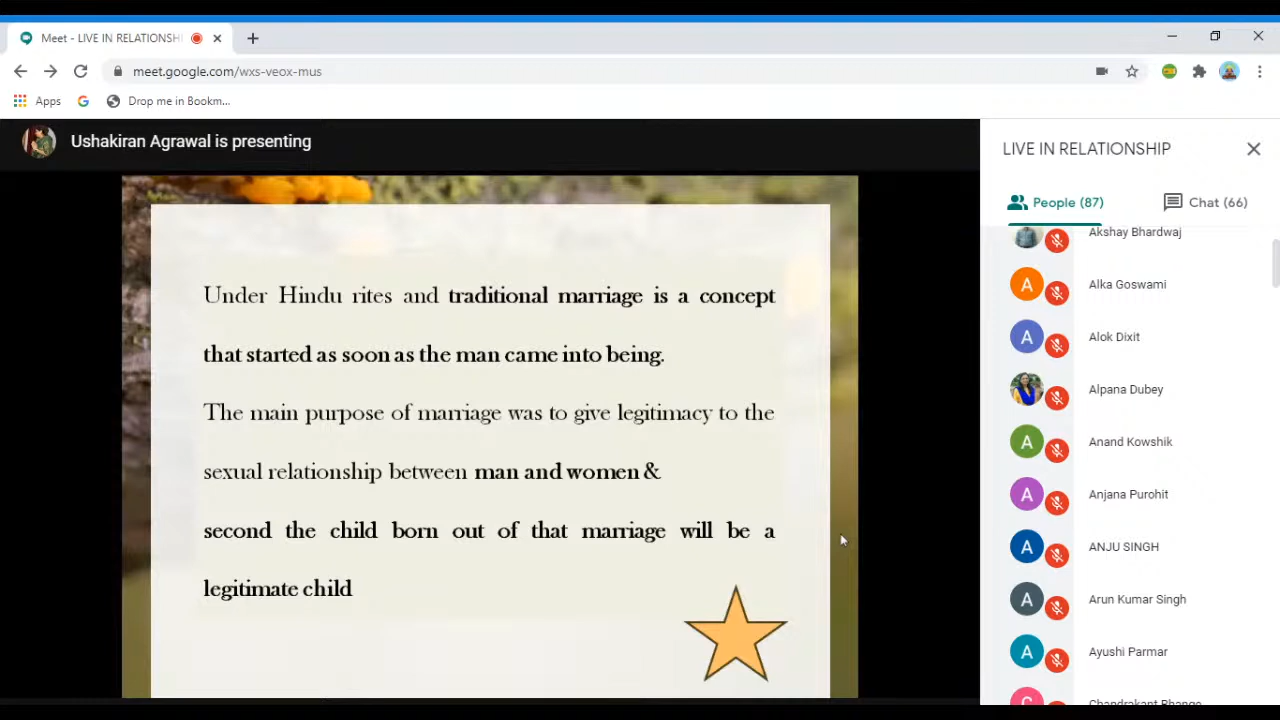 Meet - LIVE IN RELATIONSH
meet.google.com/wxs-veox-mus
Apps
Drop me in Bookm...
Ushakiran Agrawal is presenting
LIVE IN RELATIONSHIP
People (87)
Chat (66)
Under Hindu rites and traditional marriage is a concept
that started as soon as the man came into being.
The main purpose of marriage was to give legitimacy to the
sexual relationship between man and women &
second the child born out of that marriage will be a
legitimate child
Akshay Bhardwaj
A
Alka Goswami
A
Alok Dixit
Alpana Dubey
A
Anand Kowshik
A
Anjana Purohit
A
ANJU SINGH
A
Arun Kumar Singh
A
Ayushi Parmar
Chandrakant Bhange